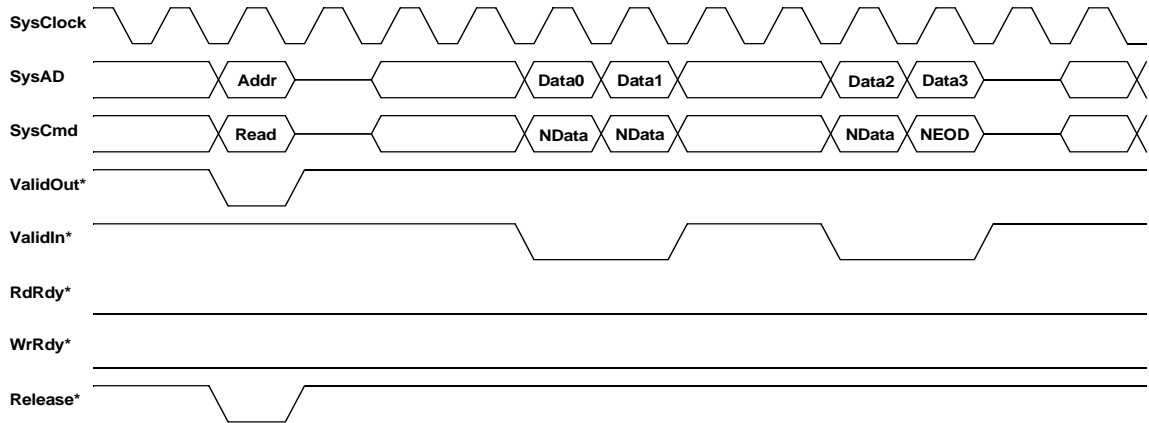 SysClock
SysAD Addr Data0 Data1 Data2 Data3
SysCmd Read NData NData NData NEOD
ValidOut*
ValidIn*
RdRdy*
WrRdy*
Release*